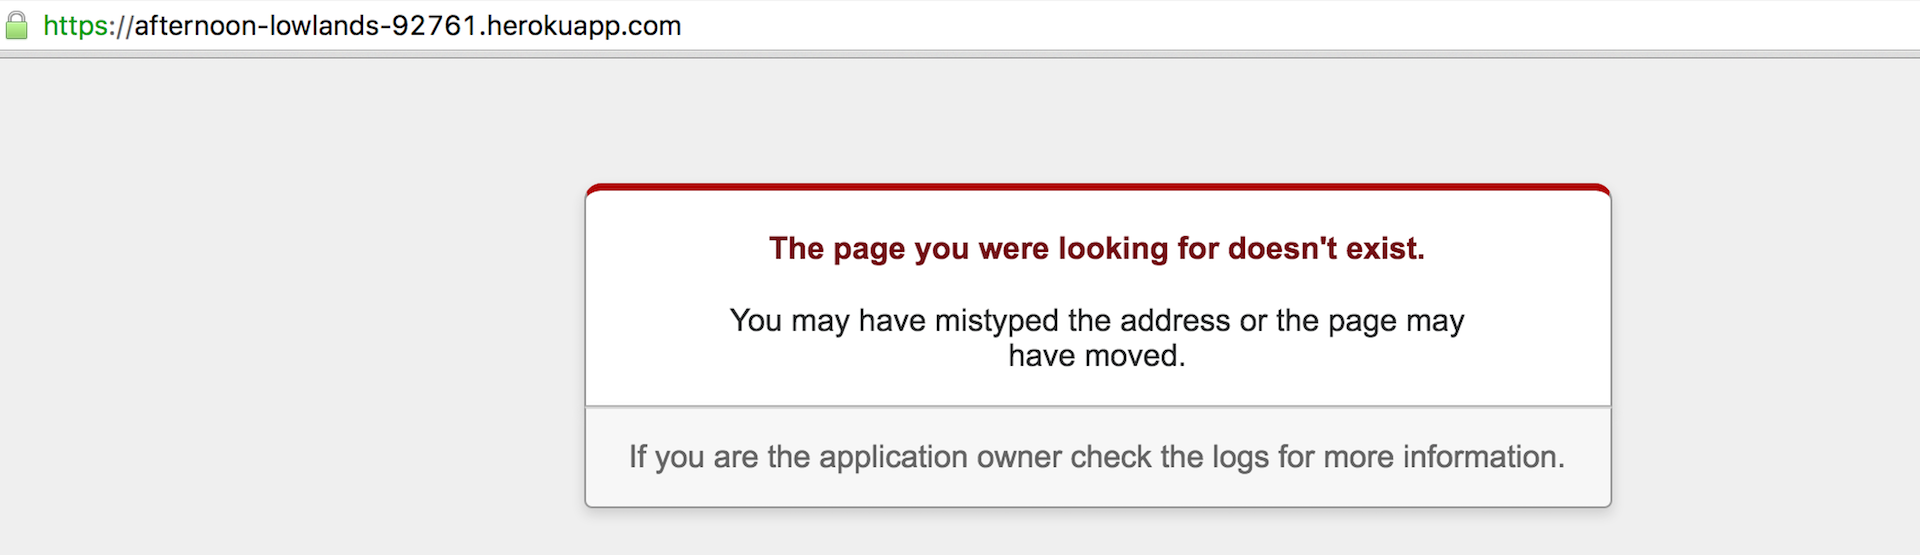 https://afternoon-lowlands-92761.herokuapp.com
The page you were looking for doesn't exist.
You may have mistyped the address or the page may
have moved.
If you are the application owner check the logs for more information.